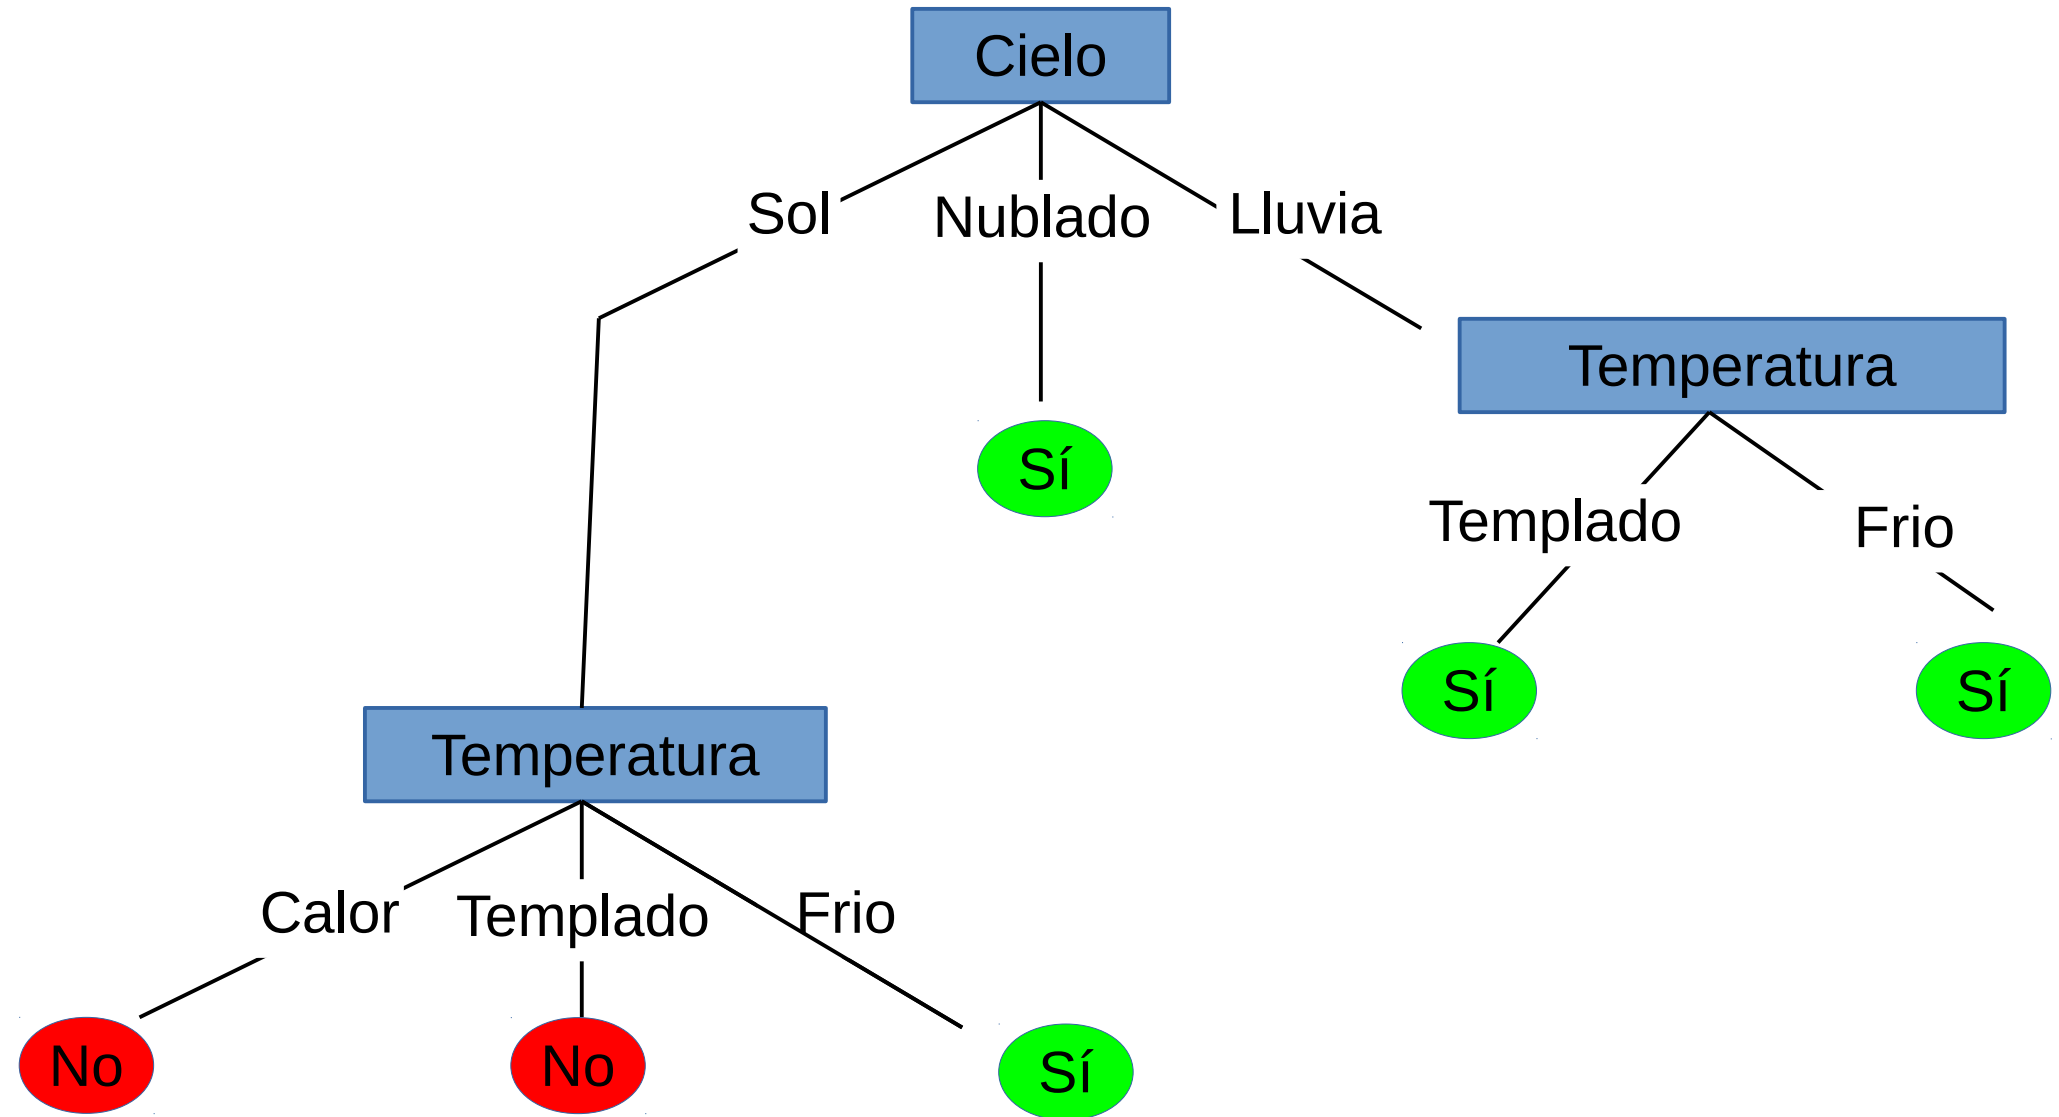 Cielo
Sol
Nublado
Lluvia
Temperatura
Sí
Templado
Frio
Sí
Sí
Temperatura
Calor
Templado
Frio
No
No
Sí